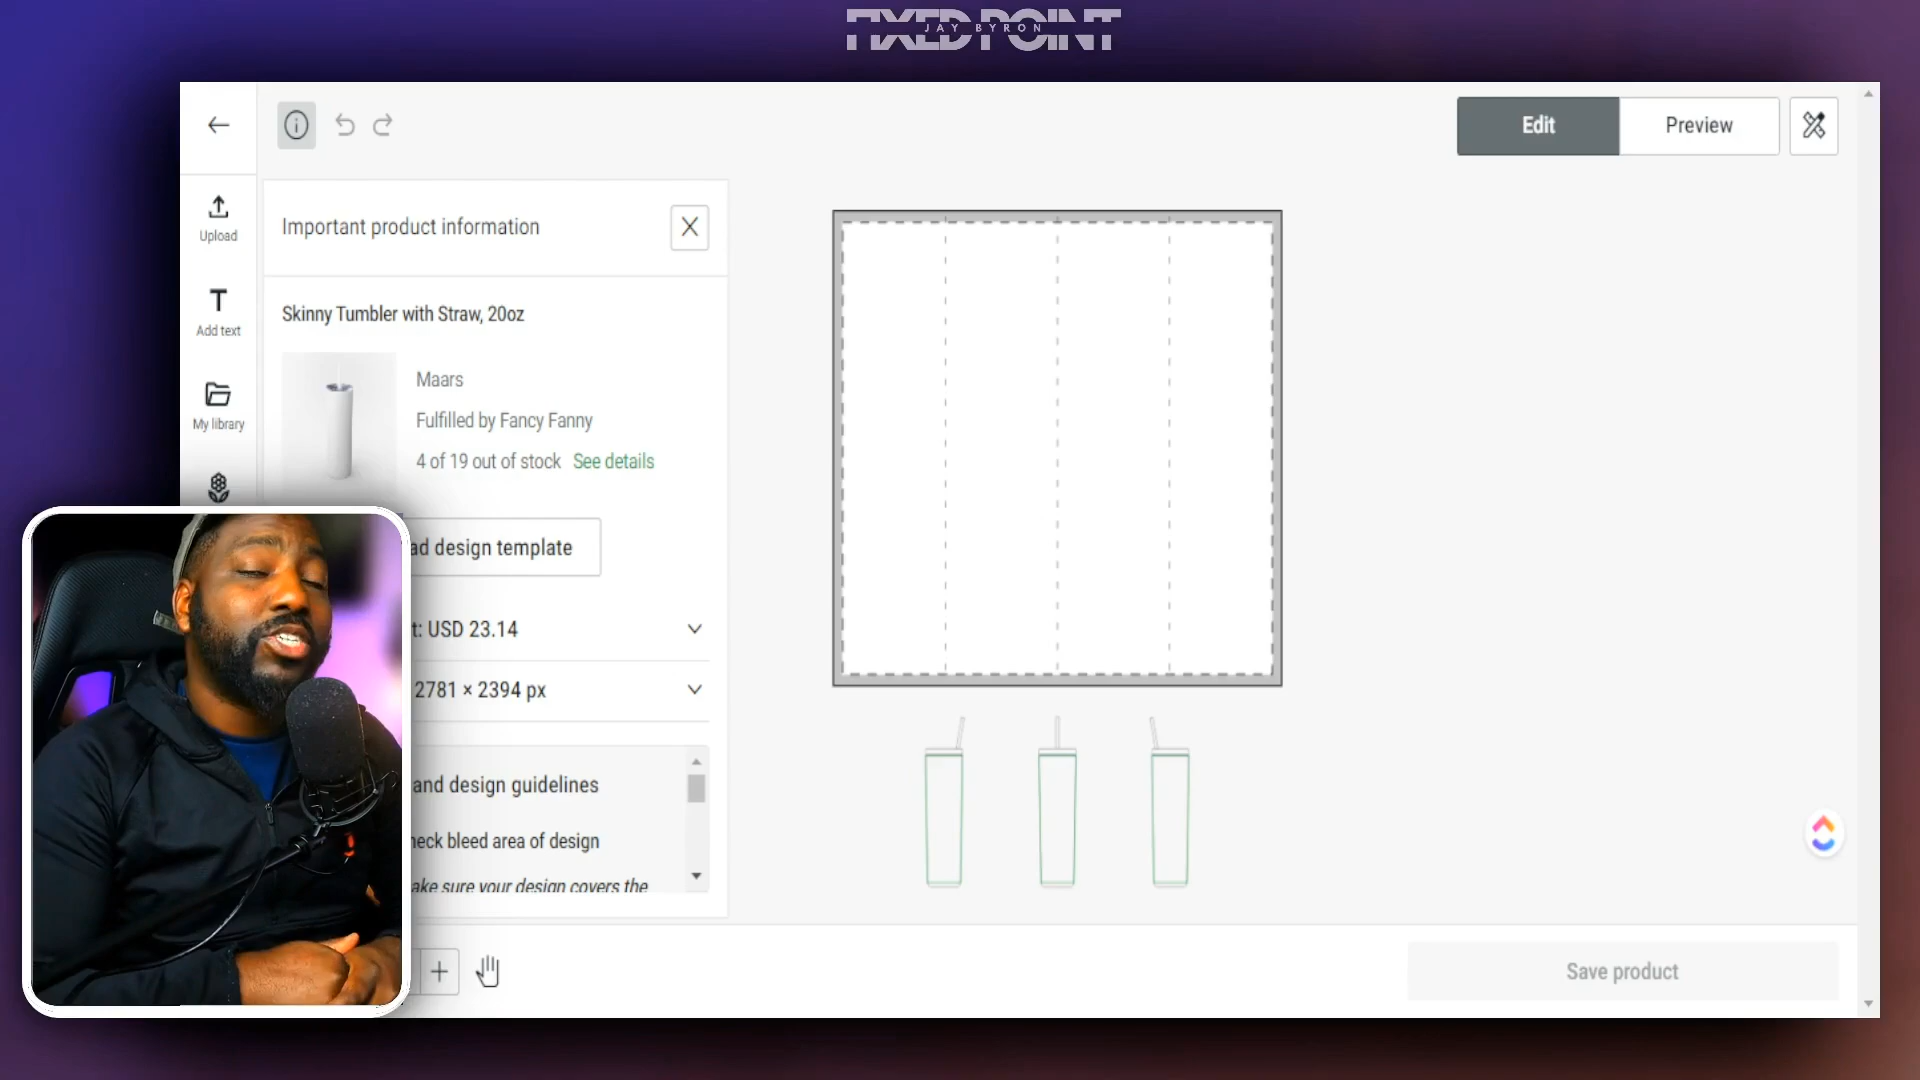 FIXED POINT
JAY BYRON
Edit
Preview
Upload
Important product information
Skinny Tumbler with Straw, 20oz
Add text
Maars
My library
Fulfilled by Fancy Fanny
4 of 19 out of stock See details
ad design template
t: USD 23.14
2781 × 2394 px
and design guidelines
heck bleed area of design
ake sure your design covers the
Save product